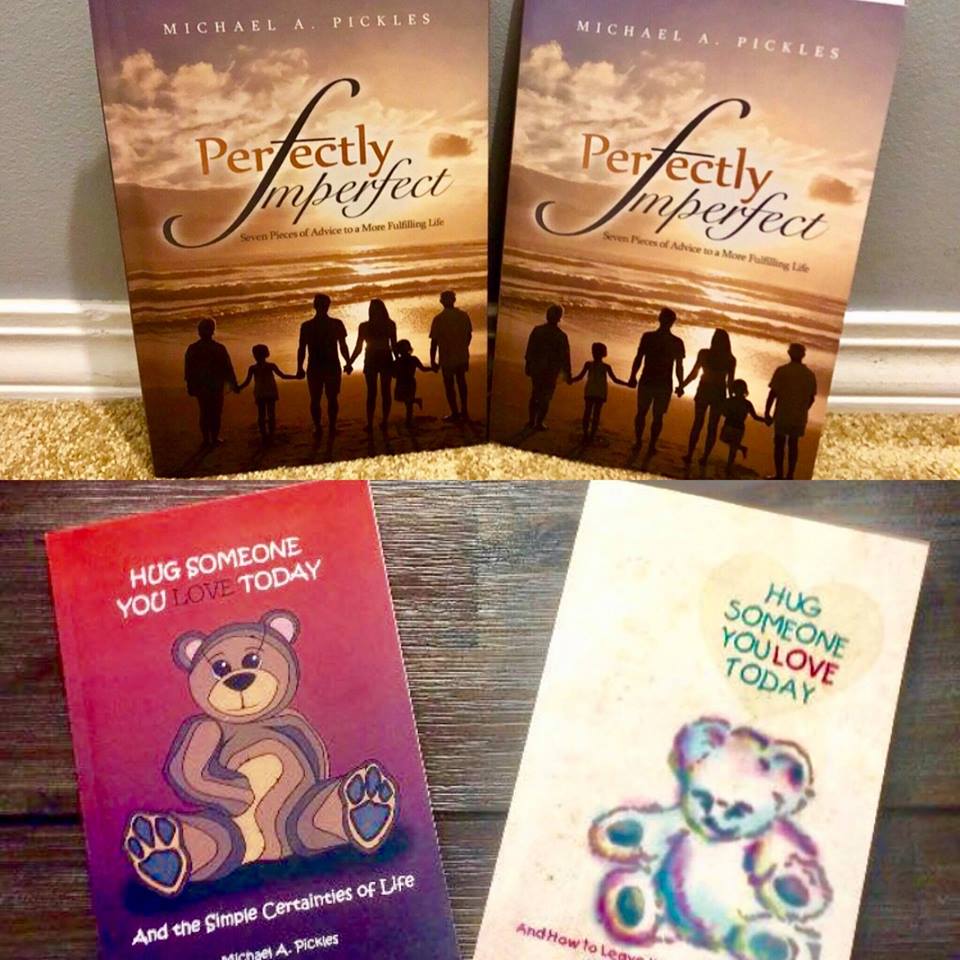 MICHAEL A. PICKLES
Perfectly
Imperfect
Seven Pieces of Advice to a More Fulfilling Life
MICHAEL A. PICKLES
Perfectly
Imperfect
Seven Pieces of Advice to a More Fulfilling Life
HUG SOMEONE
YOU LOVE TODAY
And the Simple Certainties of Life
Michael A. Pickles
HUG
SOMEONE
YOU LOVE
TODAY
And How to Leave